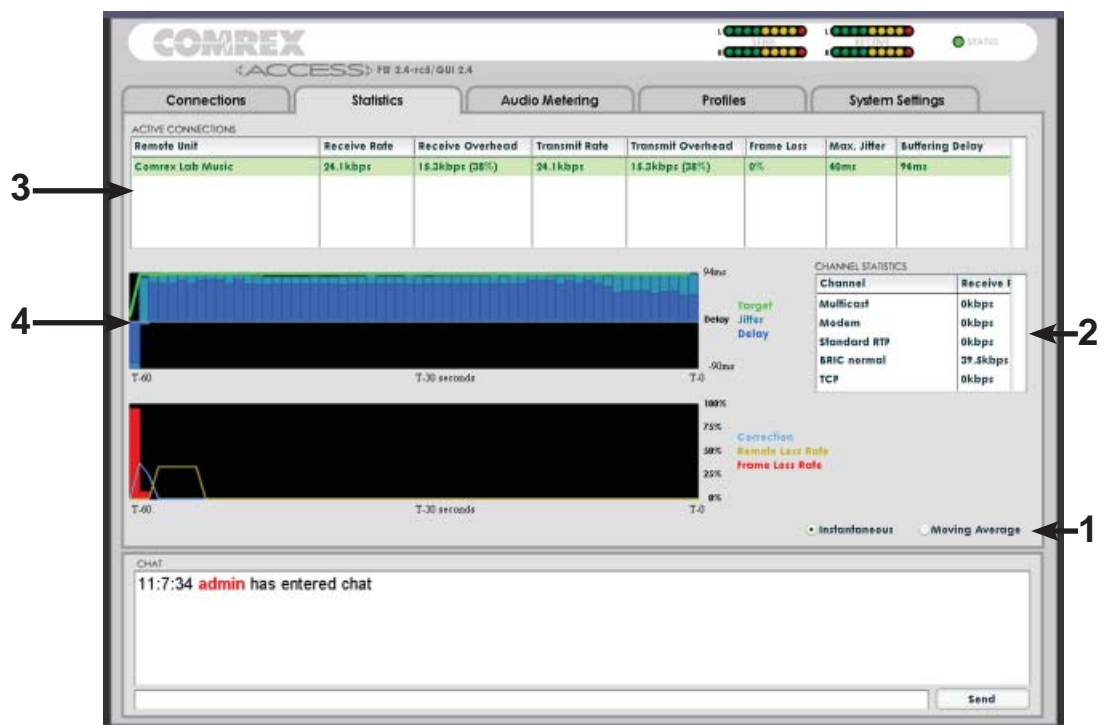 COMREX
ACCESS FW 2.4-rc5/GUI 2.4
L R SEND L R RECEIVE STATUS
Connections Statistics Audio Metering Profiles System Settings
ACTIVE CONNECTIONS
Remote Unit Receive Rate Receive Overhead Transmit Rate Transmit Overhead Frame Loss Max. Jitter Buffering Delay
Comrex Lab Music 24.1kbps 15.3kbps (38%) 24.1kbps 15.3kbps (38%) 0% 40ms 94ms
3
94ms
Target
Delay Jitter
Delay
-90ms
T-60 T-30 seconds T-0
4
CHANNEL STATISTICS
Channel Receive
Multicast 0kbps
Modem 0kbps
Standard RTP 0kbps
BRIC normal 39.5kbps
TCP 0kbps
2
100%
75%
50%
25%
0%
Correction
Remote Loss Rate
Frame Loss Rate
T-60 T-30 seconds T-0
Instantaneous Moving Average
1
CHAT
11:7:34 admin has entered chat
Send